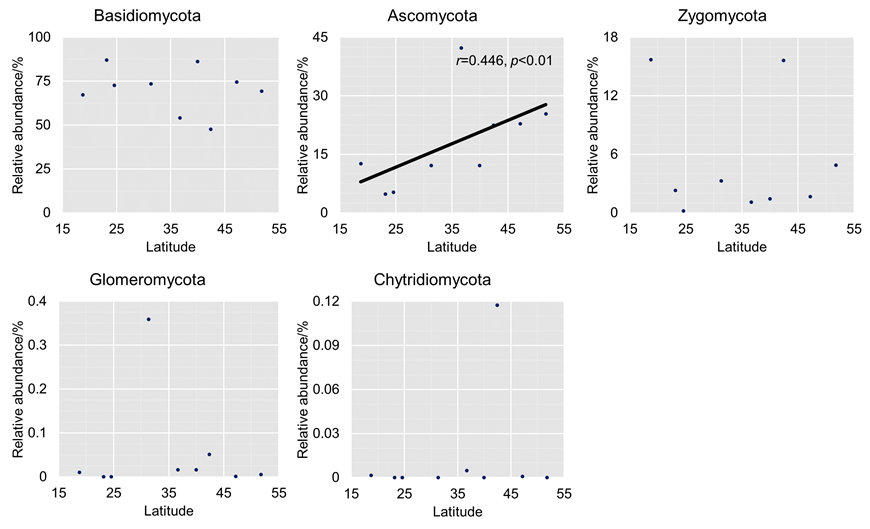 Basidiomycota
100
75
50
25
0
Relative abundance/%
15 25 35 45 55
Latitude
Ascomycota
45
30
15
0
Relative abundance/%
r=0.446, p<0.01
15 25 35 45 55
Latitude
Zygomycota
18
12
6
0
Relative abundance/%
15 25 35 45 55
Latitude
Glomeromycota
0.4
0.3
0.2
0.1
0
Relative abundance/%
15 25 35 45 55
Latitude
Chytridiomycota
0.12
0.09
0.06
0.03
0
Relative abundance/%
15 25 35 45 55
Latitude